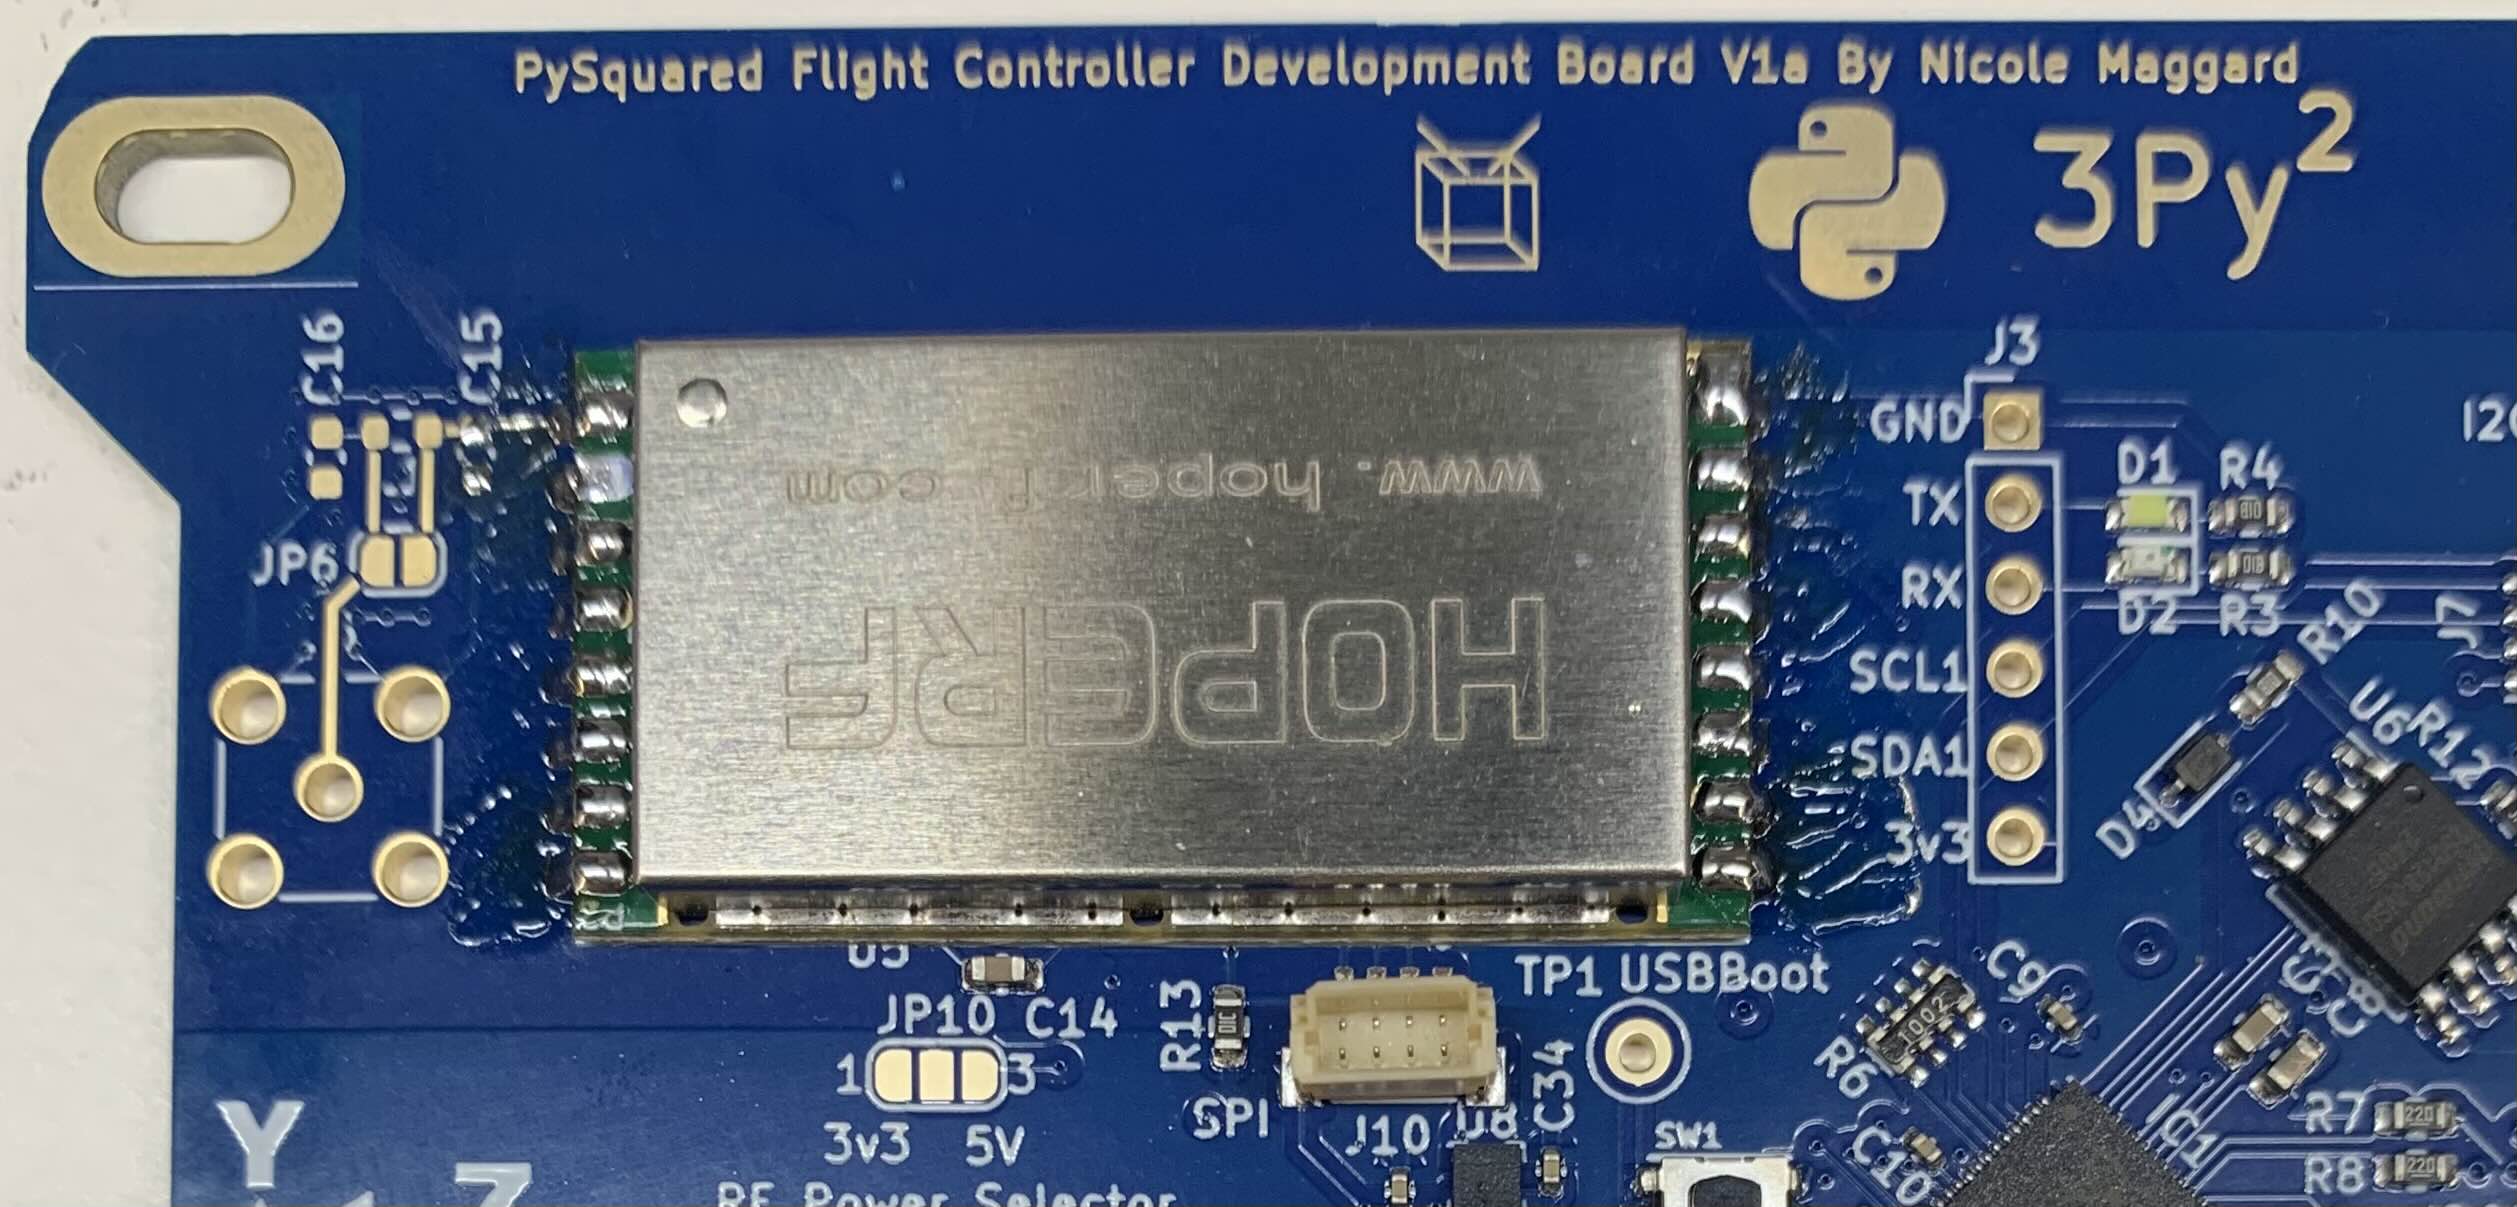 PySquared Flight Controller Development Board V1a By Nicole Maggard
3Py²
C16
C15
J3
GND
www.hoperf.com
I2C
D1 R4
TX
JP6
RX
D2 R3
HOPERF
R10
J7
SCL1
U6
R12
SDA1
D4
3v3
U5
TP1 USBBoot
C9
C8
JP10 C14
R13
1 3
C34
R6
3v3 5V
SPI
J10
U8
SW1
IC1
R7
220
Y
C10
R8
220
Z
RF Power Selector
1002